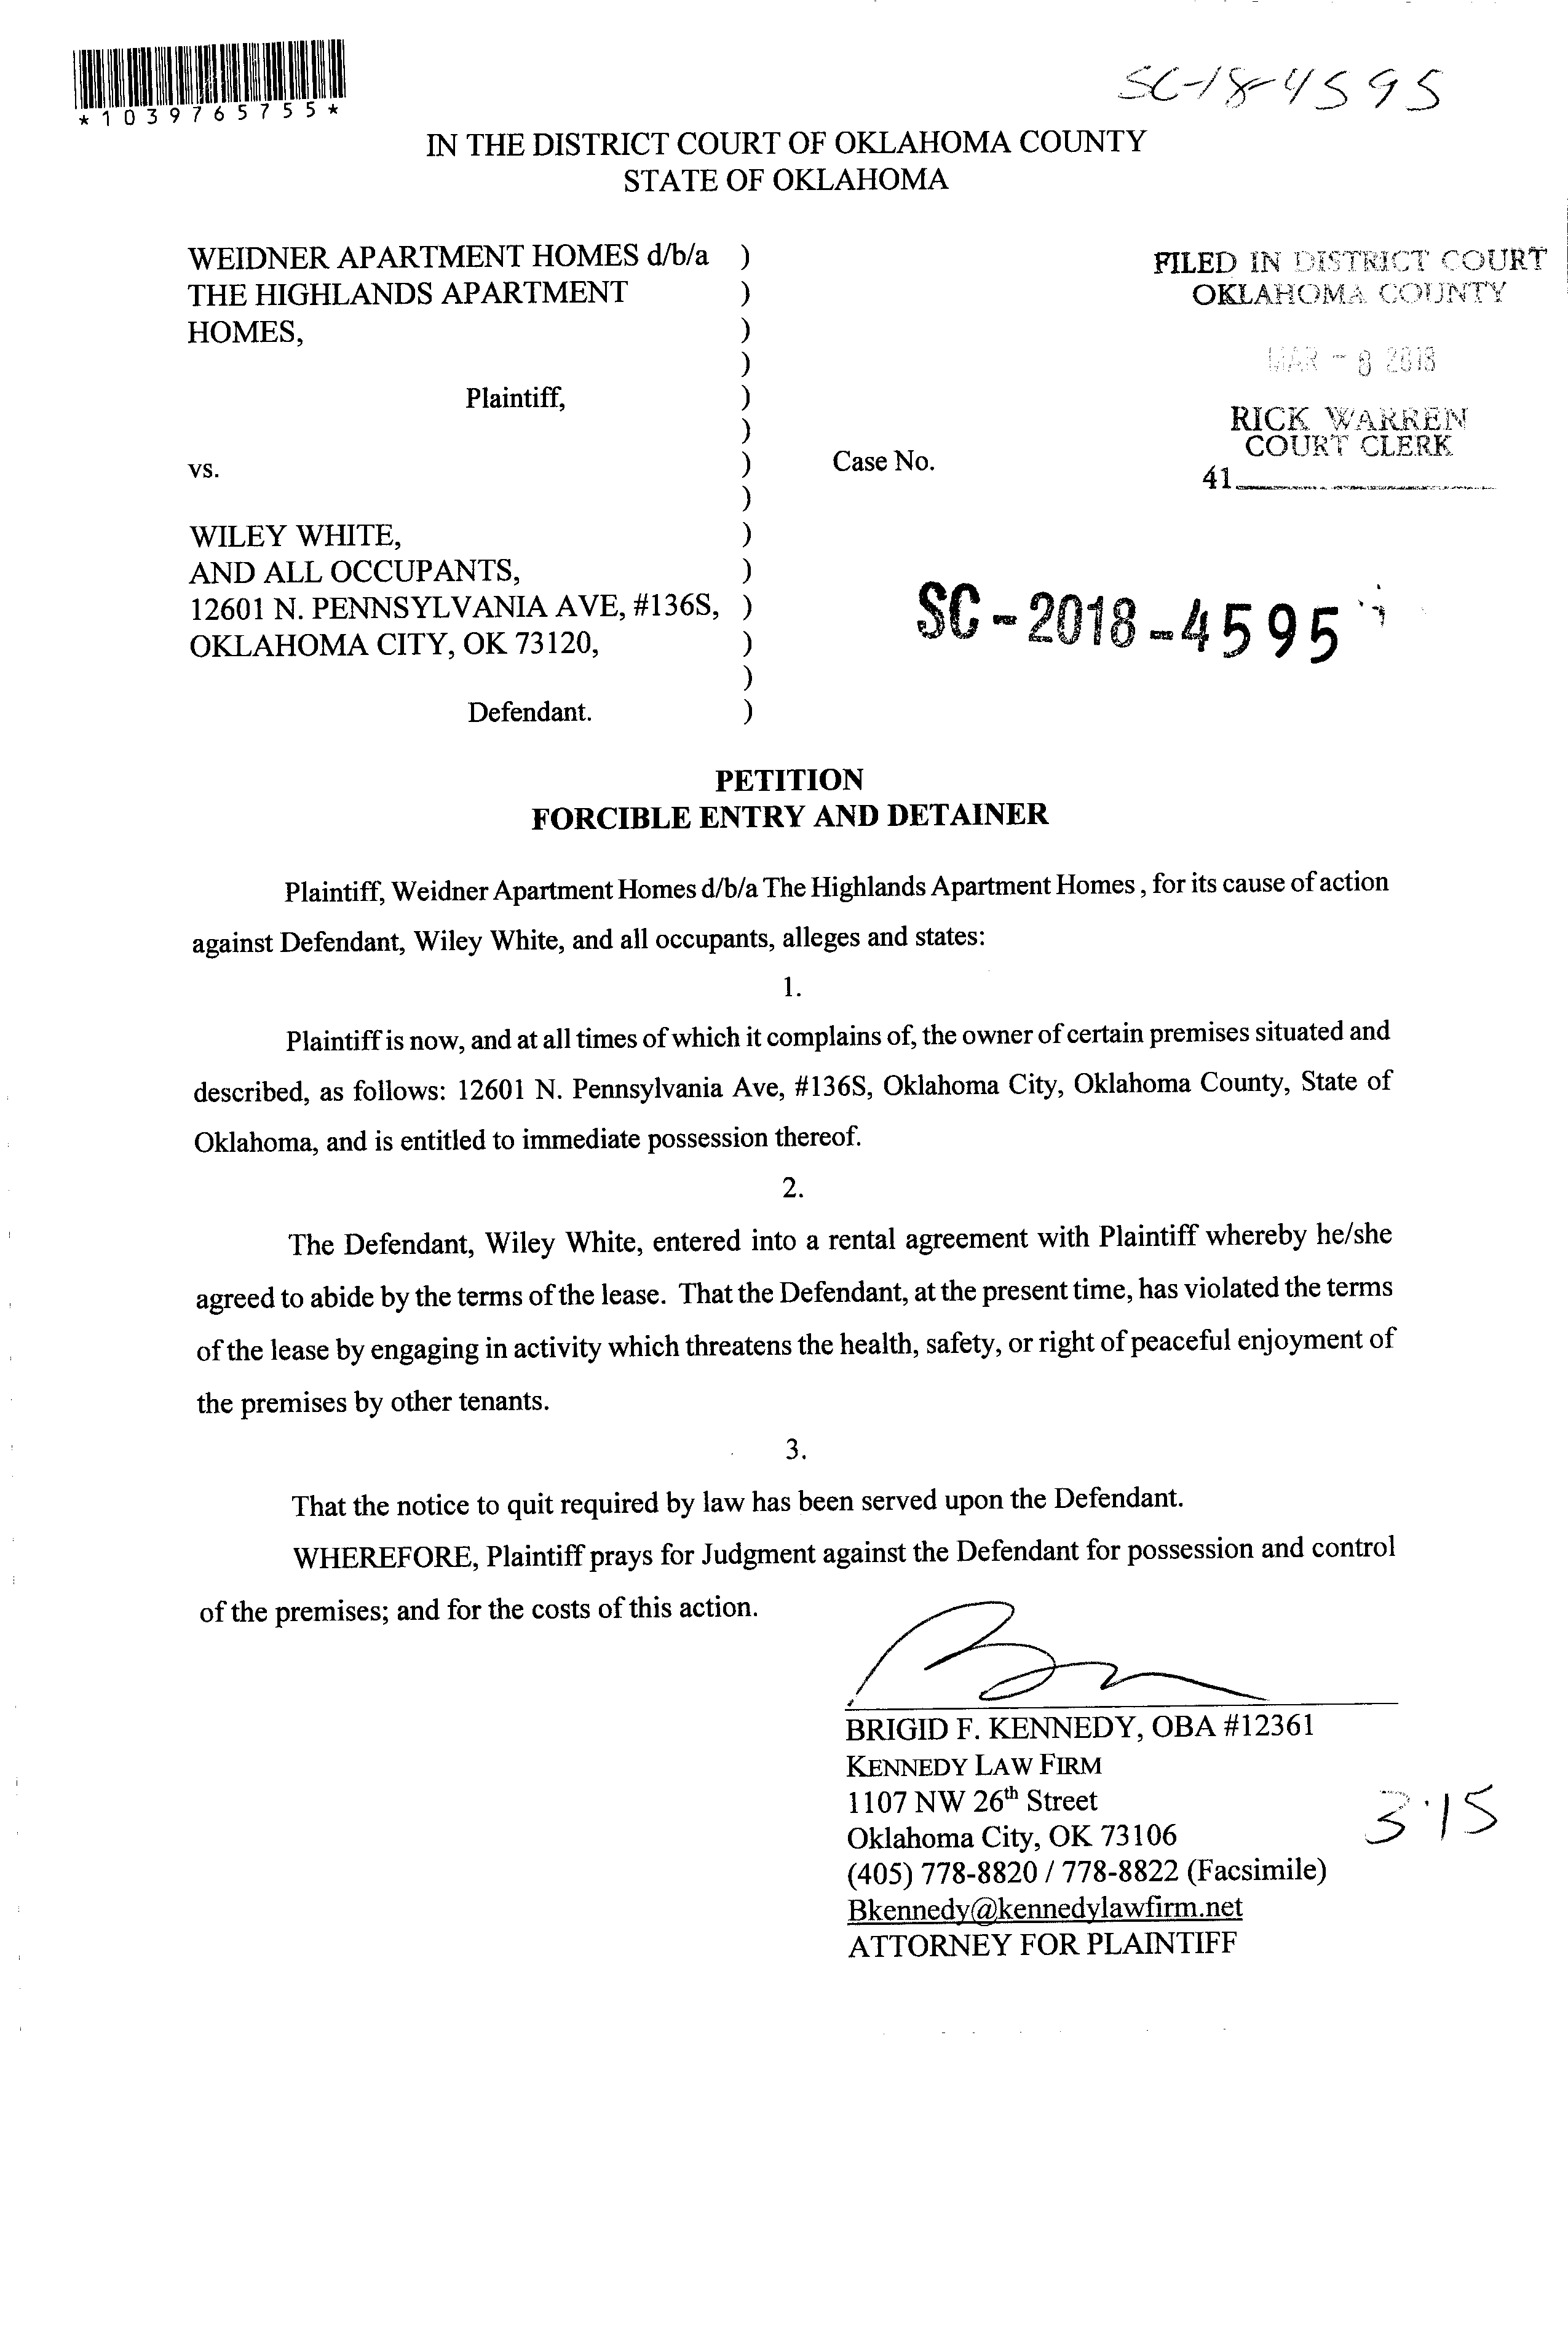 *1039765755*
SC-18-4595
IN THE DISTRICT COURT OF OKLAHOMA COUNTY
STATE OF OKLAHOMA
WEIDNER APARTMENT HOMES d/b/a )
THE HIGHLANDS APARTMENT )
HOMES, )
)
Plaintiff, )
)
vs. ) Case No.
)
WILEY WHITE, )
AND ALL OCCUPANTS, )
12601 N. PENNSYLVANIA AVE, #136S, )
OKLAHOMA CITY, OK 73120, )
)
Defendant. )
FILED IN DISTRICT COURT
OKLAHOMA COUNTY
MAR - 8 2018
RICK WARREN
COURT CLERK
41
SC-2018-4595
PETITION
FORCIBLE ENTRY AND DETAINER
Plaintiff, Weidner Apartment Homes d/b/a The Highlands Apartment Homes , for its cause of action
against Defendant, Wiley White, and all occupants, alleges and states:
1.
Plaintiff is now, and at all times of which it complains of, the owner of certain premises situated and
described, as follows: 12601 N. Pennsylvania Ave, #136S, Oklahoma City, Oklahoma County, State of
Oklahoma, and is entitled to immediate possession thereof.
2.
The Defendant, Wiley White, entered into a rental agreement with Plaintiff whereby he/she
agreed to abide by the terms of the lease. That the Defendant, at the present time, has violated the terms
of the lease by engaging in activity which threatens the health, safety, or right of peaceful enjoyment of
the premises by other tenants.
3.
That the notice to quit required by law has been served upon the Defendant.
WHEREFORE, Plaintiff prays for Judgment against the Defendant for possession and control
of the premises; and for the costs of this action.
BRIGID F. KENNEDY, OBA #12361
KENNEDY LAW FIRM
1107 NW 26th Street
Oklahoma City, OK 73106
(405) 778-8820 / 778-8822 (Facsimile)
Bkennedy@kennedylawfirm.net
ATTORNEY FOR PLAINTIFF
3:15